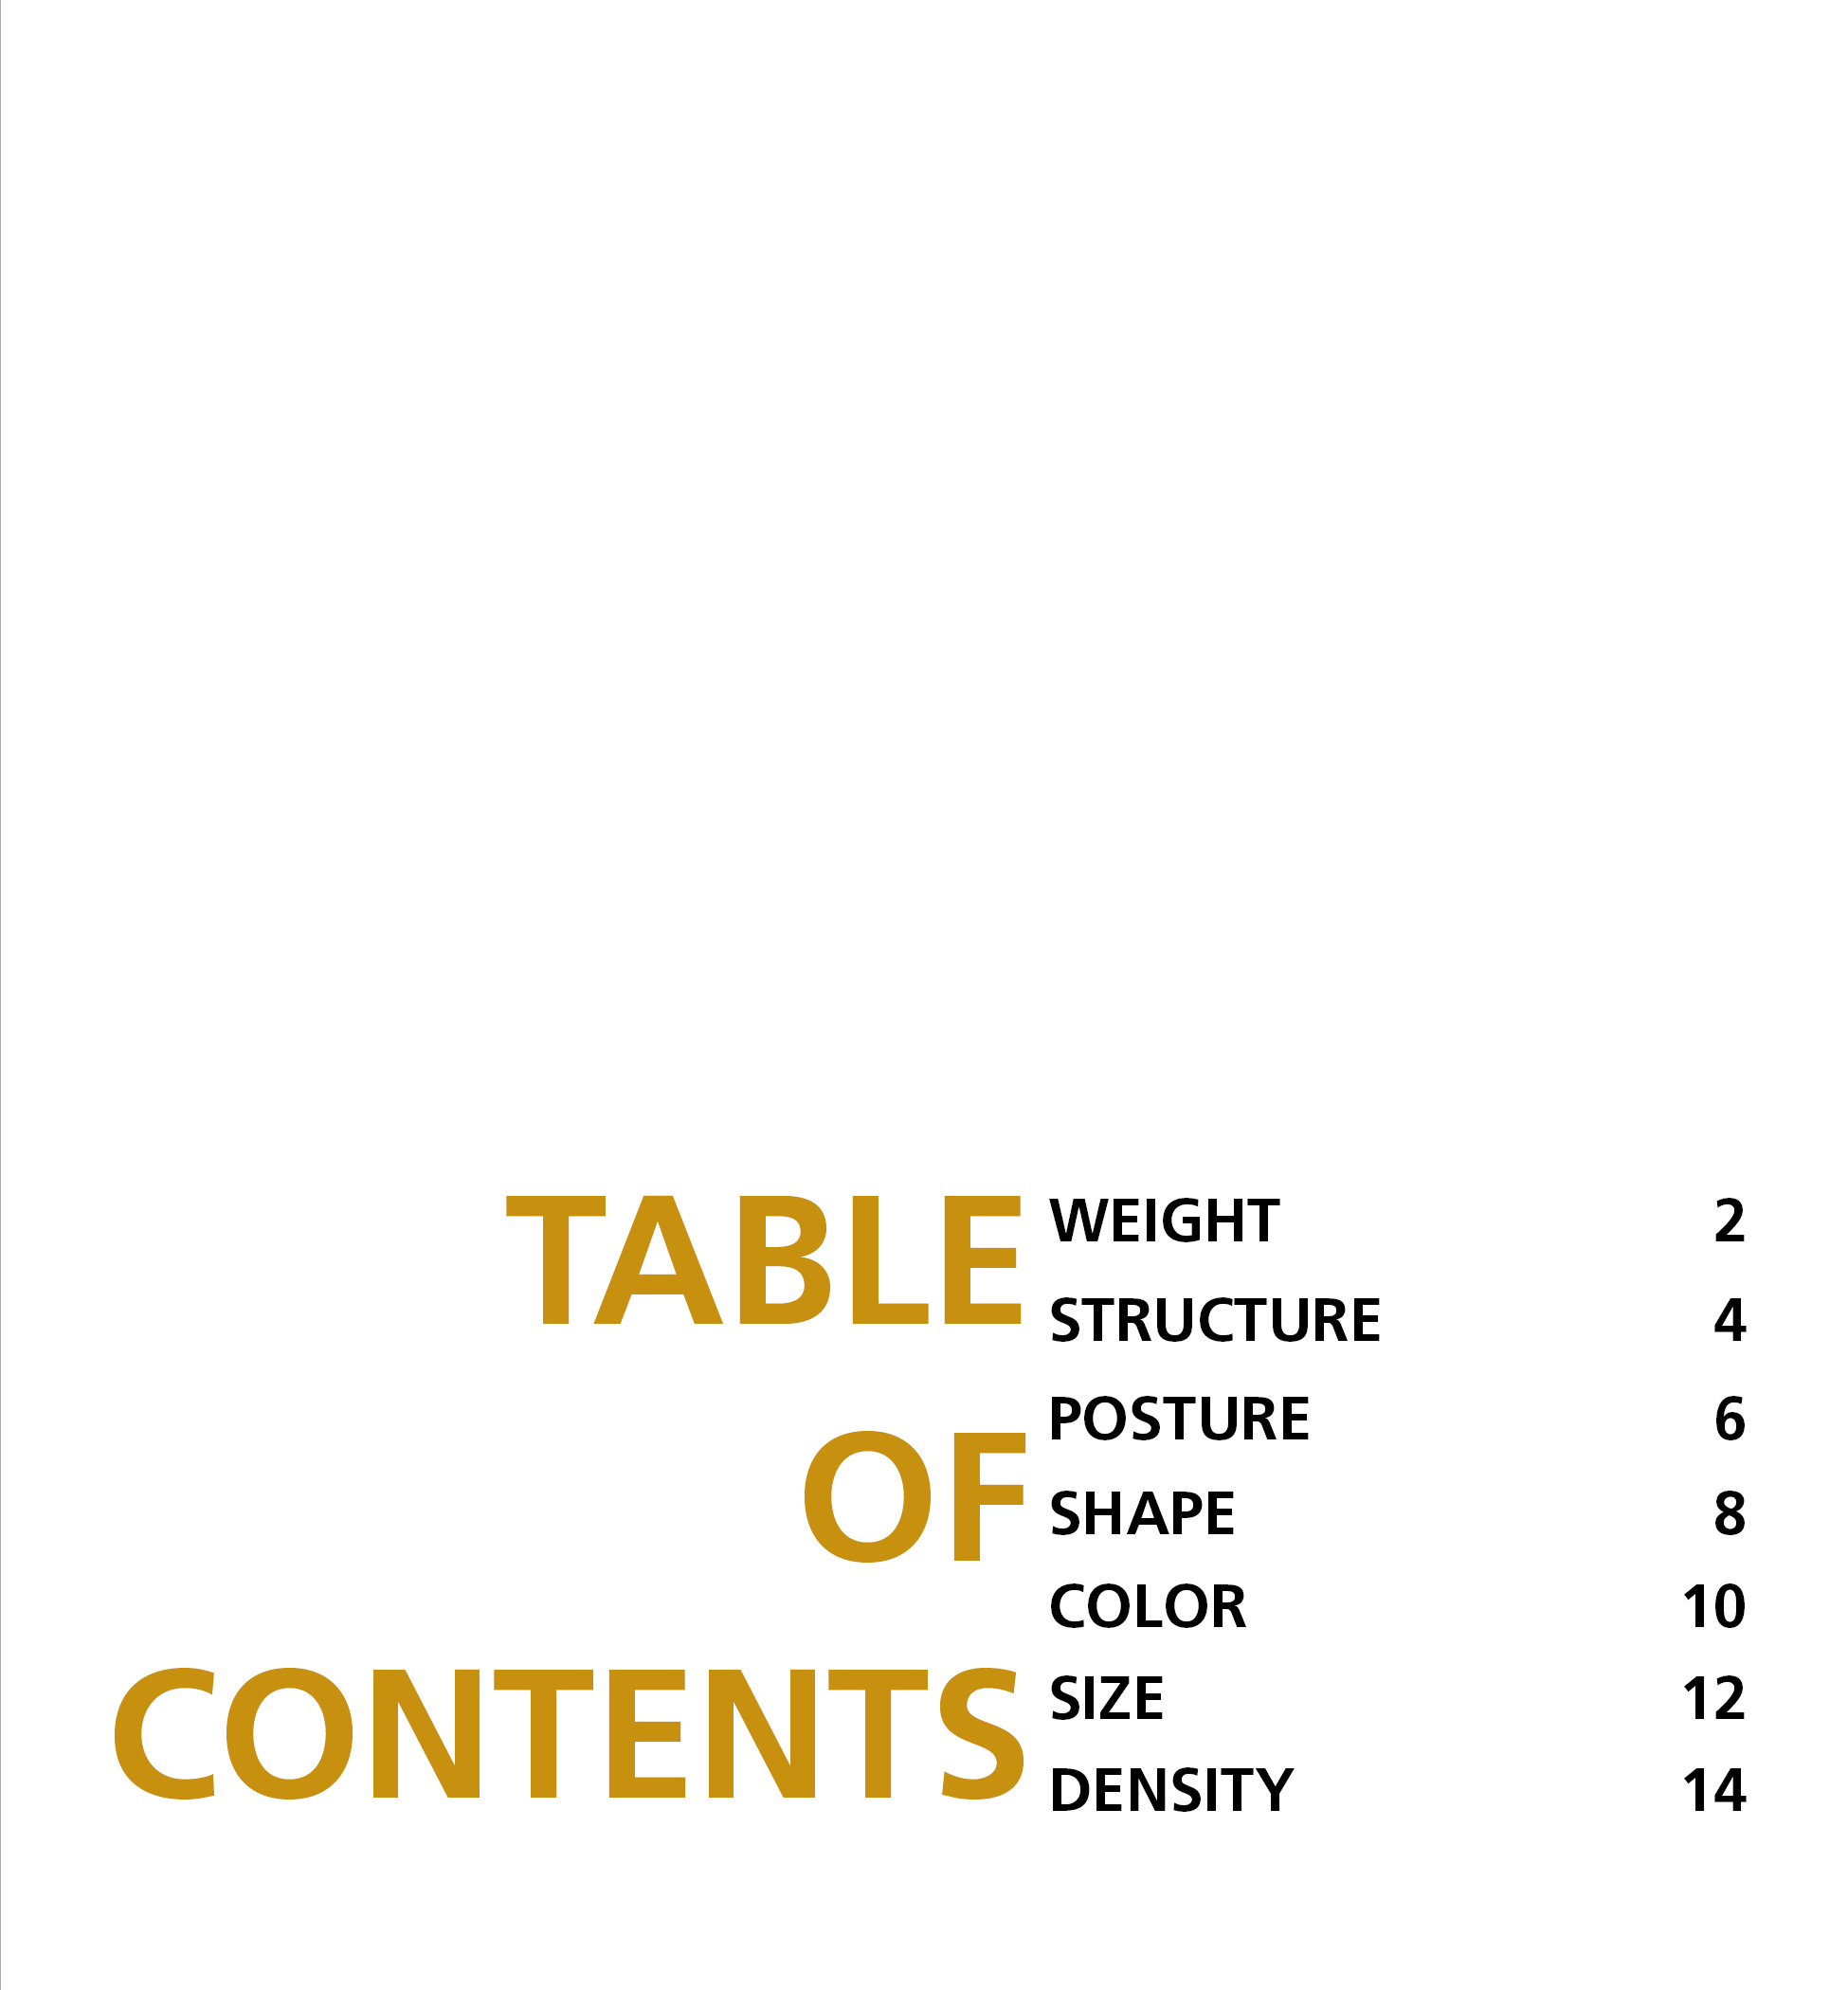 TABLE
OF
CONTENTS
WEIGHT 2
STRUCTURE 4
POSTURE 6
SHAPE 8
COLOR 10
SIZE 12
DENSITY 14